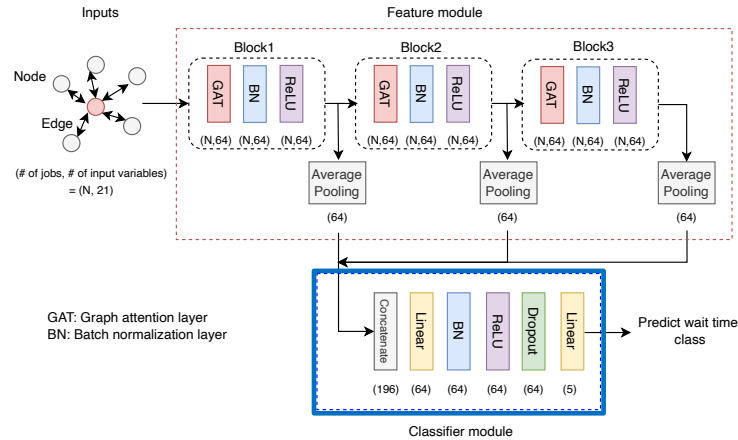 Inputs
Feature module
Block1
Block2
Block3
Node
Edge
GAT
BN
ReLU
GAT
BN
ReLU
GAT
BN
ReLU
(N,64) (N,64) (N,64)
(N,64) (N,64) (N,64)
(N,64) (N,64) (N,64)
(# of jobs, # of input variables)
= (N, 21)
Average
Pooling
(64)
Average
Pooling
(64)
Average
Pooling
(64)
GAT: Graph attention layer
BN: Batch normalization layer
Concatenate
Linear
BN
ReLU
Dropout
Linear
(196) (64) (64) (64) (64) (5)
Predict wait time
class
Classifier module